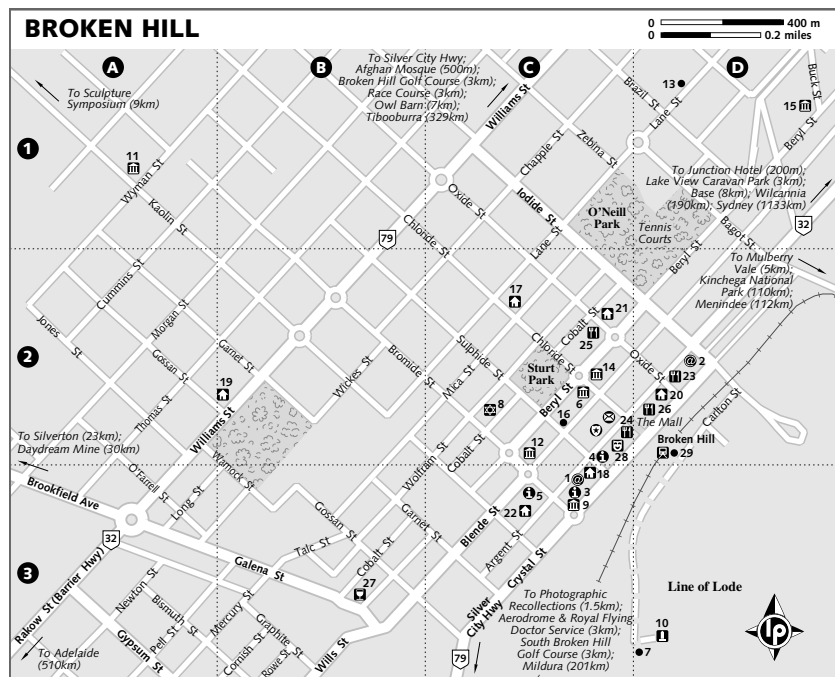 BROKEN HILL
0 400 m
0 0.2 miles
A
B
C
D
1
2
3
To Sculpture
Symposium (9km)
To Silver City Hwy;
Afghan Mosque (500m);
Broken Hill Golf Course (3km);
Race Course (3km);
Owl Barn (7km);
Tibooburra (329km)
Williams St
13
Brazil St
Lane St
Buck St
15
Beryl St
11
Wyman St
Kaolin St
Chapple St
Zebina St
Oxide St
Iodide St
Lane St
Chloride St
79
O'Neill
Park
Tennis
Courts
To Junction Hotel (200m);
Lake View Caravan Park (3km);
Base (8km); Wilcannia
(190km); Sydney (1133km)
32
Bagot St
Beryl St
To Mulberry
Vale (5km);
Kinchega National
Park (110km);
Menindee (112km)
Cummins St
Jones St
Morgan St
Gossan St
Garnet St
Thomas St
19
Williams St
Wickes St
Bromide St
Mica St
Sulphide St
17
Chloride St
Cobalt St
21
25
Sturt
Park
14
6
Beryl St
16
8
Oxide St
2
23
20
26
24
The Mall
Carlton St
28
4
18
Broken Hill
29
12
To Silverton (23km);
Daydream Mine (30km)
O'Farrell St
Long St
Warnock St
Brookfield Ave
Wolfram St
Cobalt St
Gossan St
Garnet St
1
3
5
9
22
Blende St
Argent St
Crystal St
32
Rakow St (Barrier Hwy)
Galena St
Talc St
Cobalt St
27
Newton St
Bismuth St
Pell St
Gypsum St
Mercury St
Graphite St
Cornish St
Rowe St
Wills St
Silver
City Hwy
79
To Adelaide
(510km)
To Photographic
Recollections (1.5km);
Aerodrome & Royal Flying
Doctor Service (3km);
South Broken Hill
Golf Course (3km);
Mildura (201km)
Line of Lode
10
7
lp